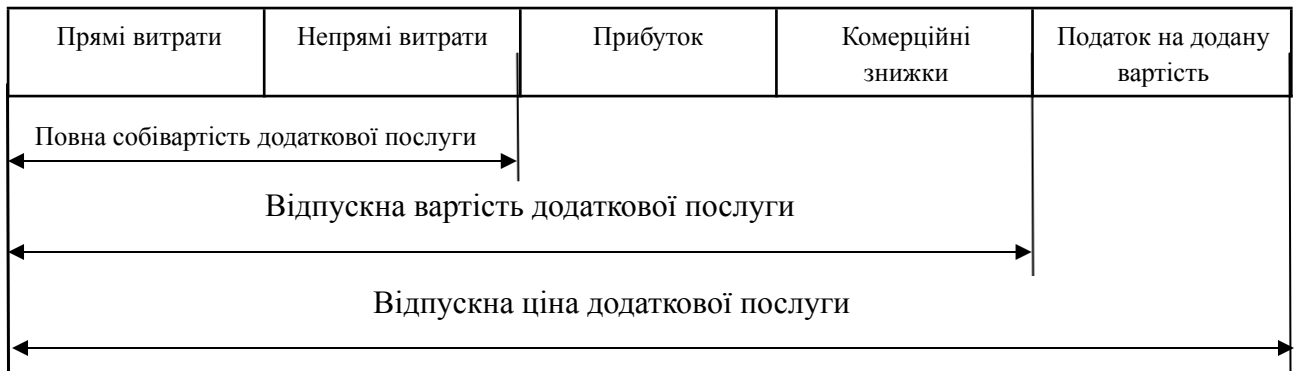 Прямі витрати
Непрямі витрати
Прибуток
Комерційні
знижки
Податок на додану
вартість
Повна собівартість додаткової послуги
Відпускна вартість додаткової послуги
Відпускна ціна додаткової послуги